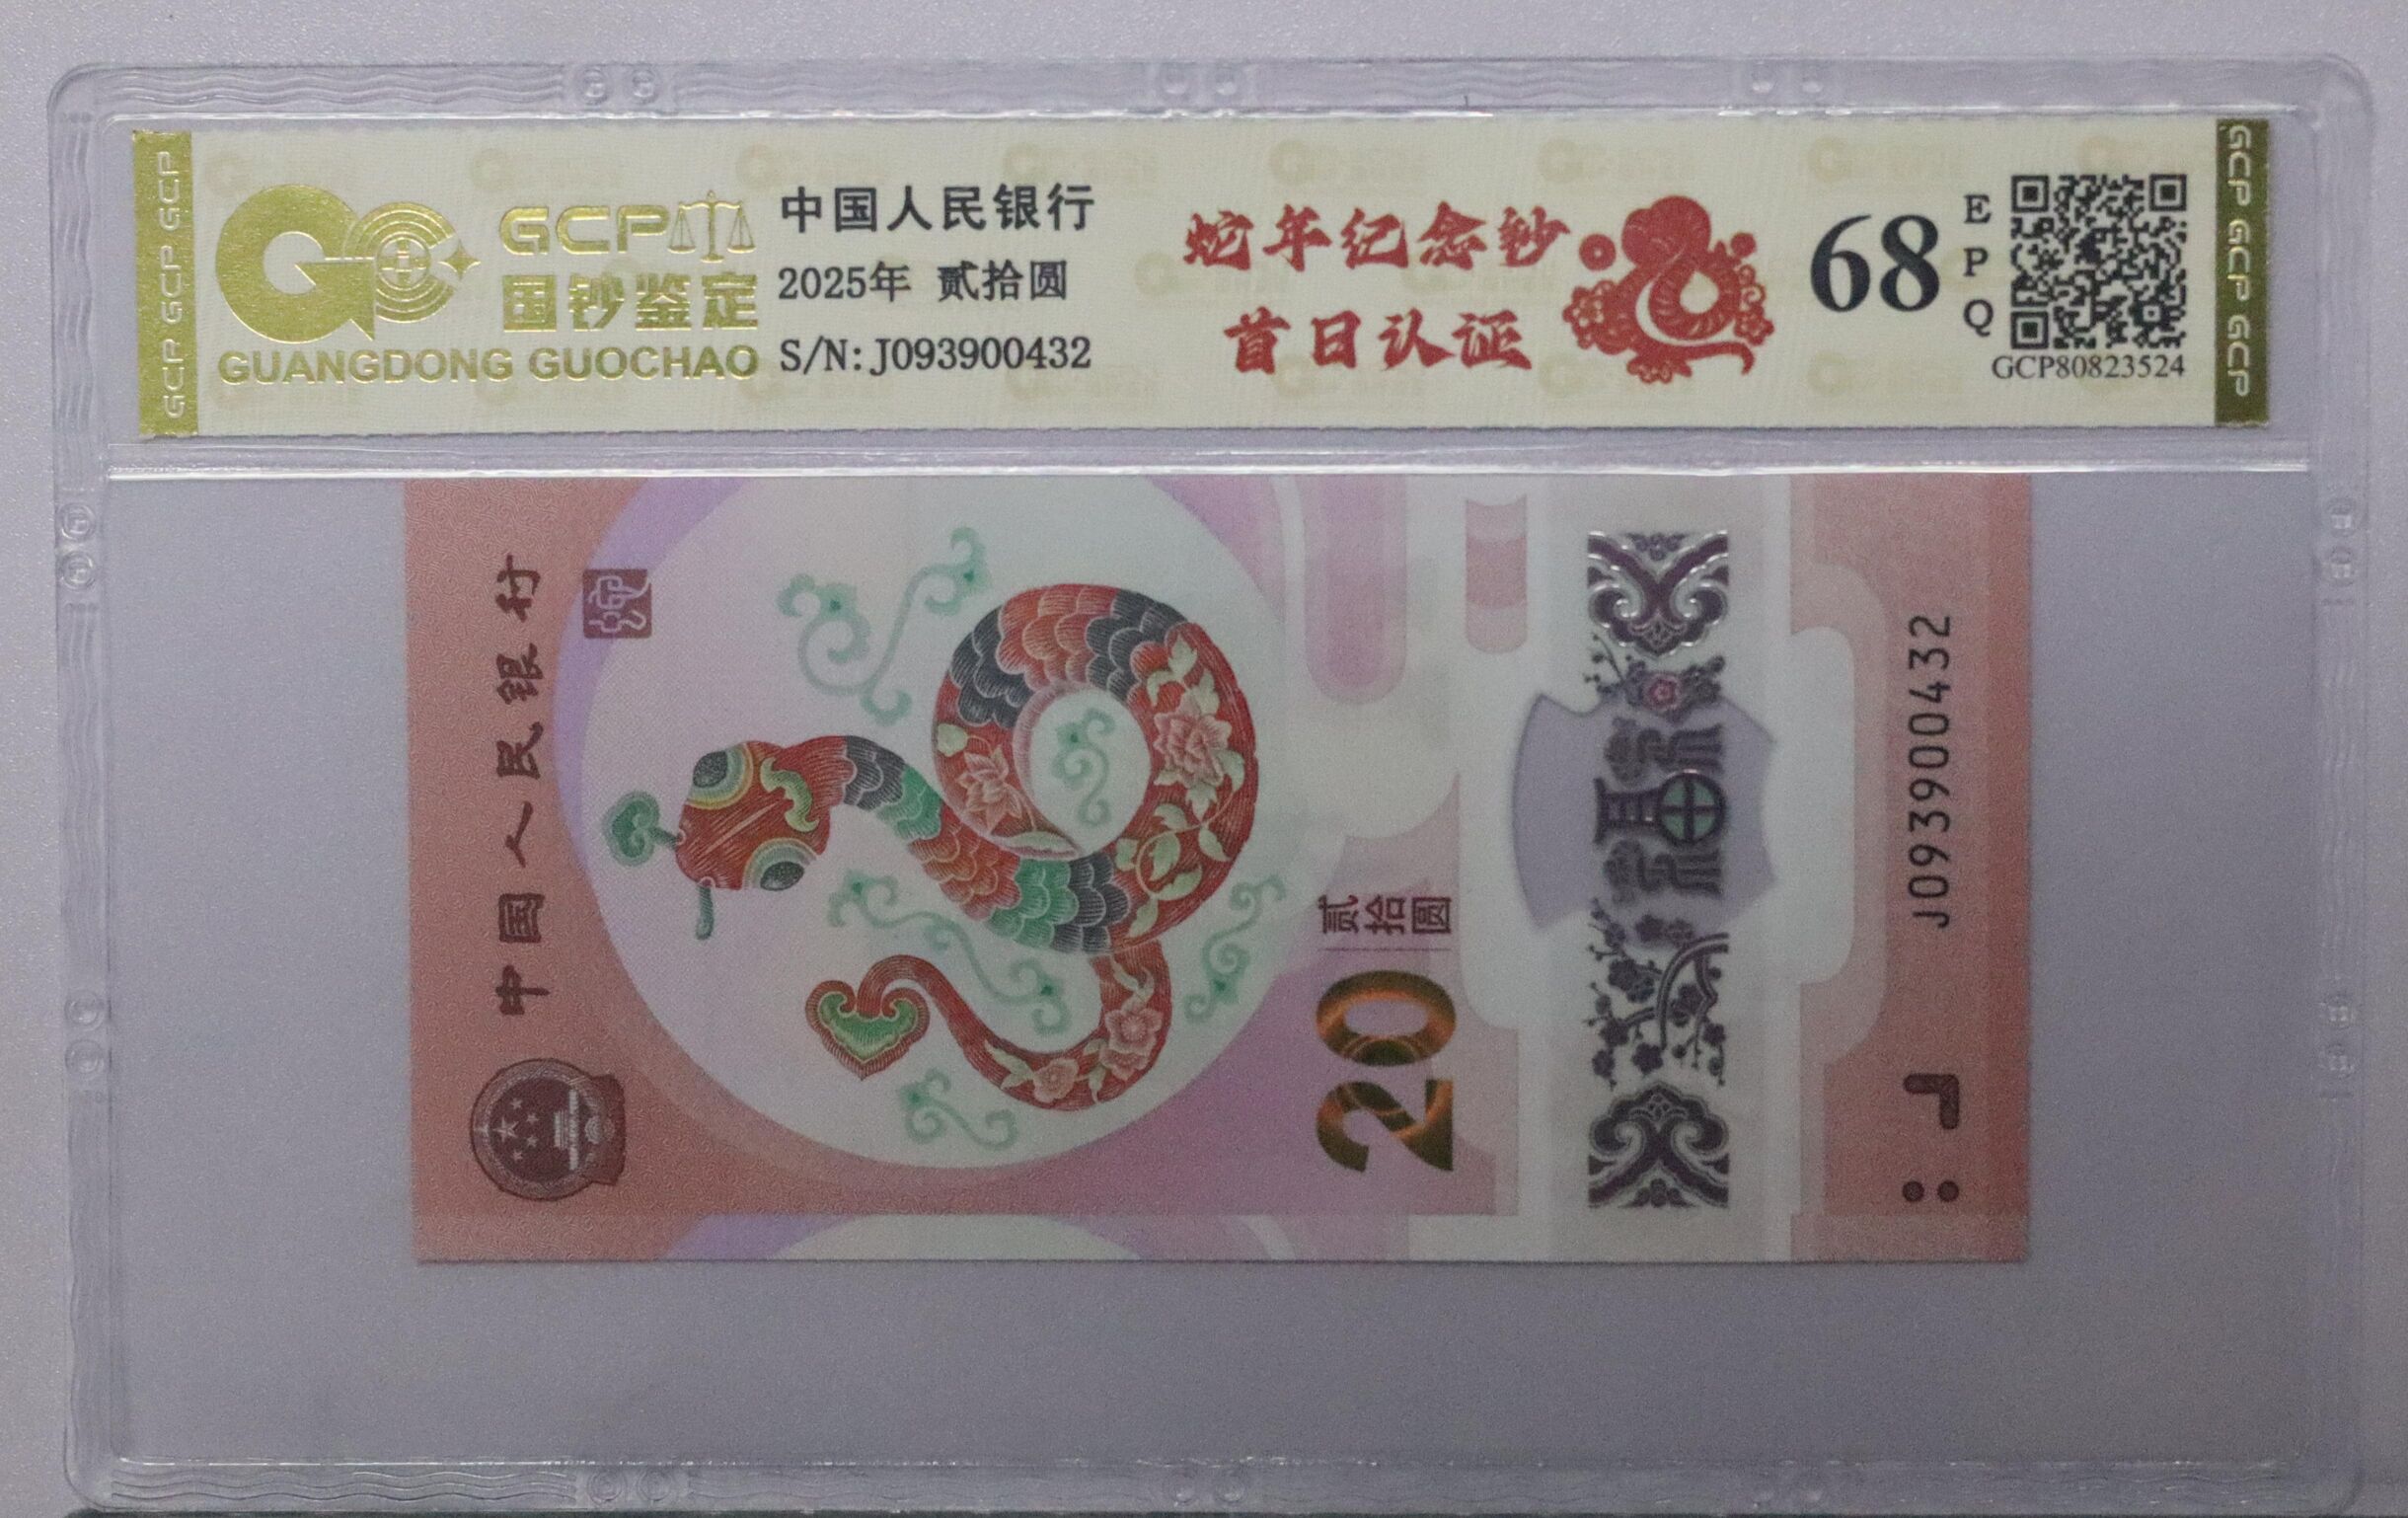 GCP GCP GCP
GCP
国钞鉴定
GUANGDONG GUOCHAO
中国人民银行
2025年 贰拾圆
S/N: J093900432
蛇年纪念钞
首日认证
68
E
P
Q
GCP80823524
GCP GCP GCP
中国人民银行
20
贰拾圆
福
J093900432
J